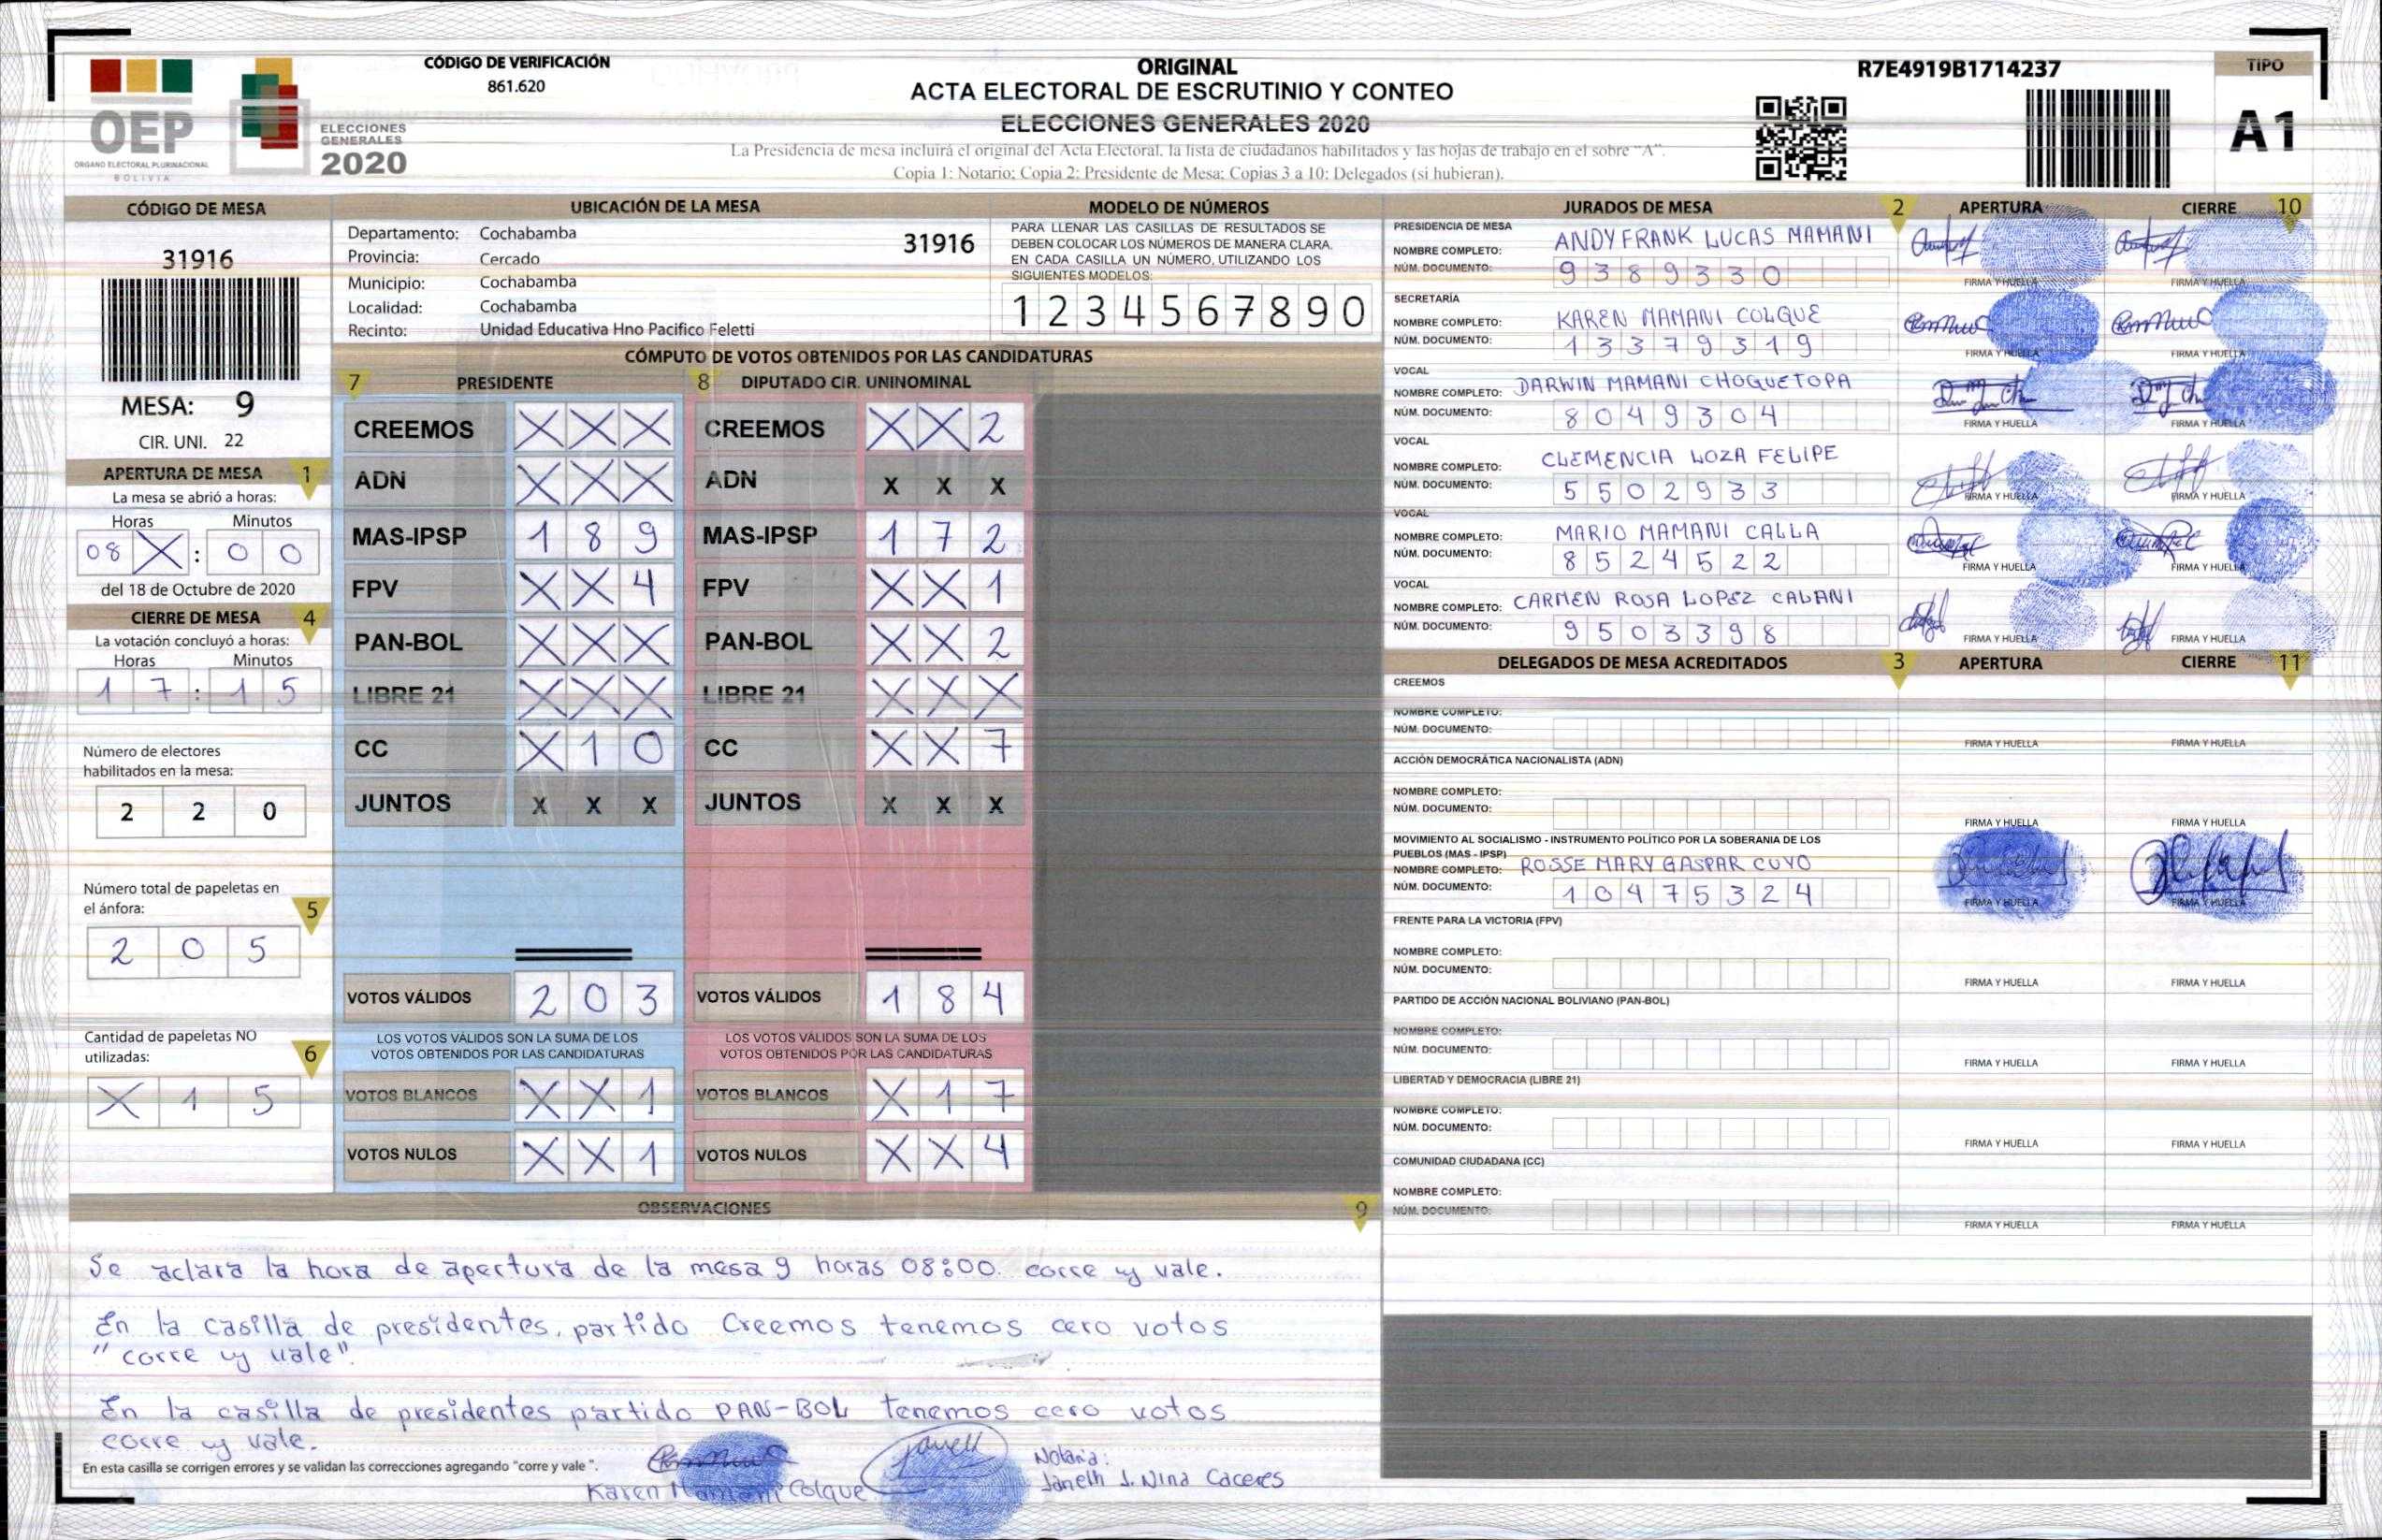 CÓDIGO DE VERIFICACIÓN
861.620
ORIGINAL
ACTA ELECTORAL DE ESCRUTINIO Y CONTEO
ELECCIONES GENERALES 2020
La Presidencia de mesa incluirá el original del Acta Electoral, la lista de ciudadanos habilitados y las hojas de trabajo en el sobre "A".
Copia 1: Notario; Copia 2: Presidente de Mesa; Copias 3 a 10: Delegados (si hubieran).
R7E4919B1714237
TIPO
A1
OEP
ÓRGANO ELECTORAL PLURINACIONAL
BOLIVIA
ELECCIONES
GENERALES
2020
CÓDIGO DE MESA
31916
MESA: 9
CIR. UNI. 22
APERTURA DE MESA 1
La mesa se abrió a horas:
Horas Minutos
08 X : 0 0
del 18 de Octubre de 2020
CIERRE DE MESA 4
La votación concluyó a horas:
Horas Minutos
1 7 : 1 5
Número de electores
habilitados en la mesa:
2 2 0
Número total de papeletas en
el ánfora: 5
2 0 5
Cantidad de papeletas NO
utilizadas: 6
X 1 5
UBICACIÓN DE LA MESA
Departamento: Cochabamba
31916
Provincia: Cercado
Municipio: Cochabamba
Localidad: Cochabamba
Recinto: Unidad Educativa Hno Pacifico Feletti
MODELO DE NÚMEROS
PARA LLENAR LAS CASILLAS DE RESULTADOS SE
DEBEN COLOCAR LOS NÚMEROS DE MANERA CLARA.
EN CADA CASILLA UN NÚMERO, UTILIZANDO LOS
SIGUIENTES MODELOS:
1 2 3 4 5 6 7 8 9 0
CÓMPUTO DE VOTOS OBTENIDOS POR LAS CANDIDATURAS
7 PRESIDENTE 8 DIPUTADO CIR. UNINOMINAL
CREEMOS X X X CREEMOS X X 2
ADN X X X ADN X X X
MAS-IPSP 1 8 9 MAS-IPSP 1 7 2
FPV X X 4 FPV X X 1
PAN-BOL X X X PAN-BOL X X 2
LIBRE 21 X X X LIBRE 21 X X X
CC X 1 0 CC X X 7
JUNTOS X X X JUNTOS X X X
VOTOS VÁLIDOS 2 0 3 VOTOS VÁLIDOS 1 8 4
LOS VOTOS VÁLIDOS SON LA SUMA DE LOS LOS VOTOS VÁLIDOS SON LA SUMA DE LOS
VOTOS OBTENIDOS POR LAS CANDIDATURAS VOTOS OBTENIDOS POR LAS CANDIDATURAS
VOTOS BLANCOS X X 1 VOTOS BLANCOS X 1 7
VOTOS NULOS X X 1 VOTOS NULOS X X 4
JURADOS DE MESA 2 APERTURA CIERRE 10
PRESIDENCIA DE MESA
NOMBRE COMPLETO: ANDY FRANK LUCAS MAMANI
NÚM. DOCUMENTO: 9 3 8 9 3 3 0
FIRMA Y HUELLA FIRMA Y HUELLA
SECRETARÍA
NOMBRE COMPLETO: KAREN MAMANI COLQUE
NÚM. DOCUMENTO: 1 3 3 7 9 3 1 9
FIRMA Y HUELLA FIRMA Y HUELLA
VOCAL
NOMBRE COMPLETO: DARWIN MAMANI CHOQUETOPA
NÚM. DOCUMENTO: 8 0 4 9 3 0 4
FIRMA Y HUELLA FIRMA Y HUELLA
VOCAL
NOMBRE COMPLETO: CLEMENCIA LOZA FELIPE
NÚM. DOCUMENTO: 5 5 0 2 9 3 3
FIRMA Y HUELLA FIRMA Y HUELLA
VOCAL
NOMBRE COMPLETO: MARIO MAMANI CALLA
NÚM. DOCUMENTO: 8 5 2 4 5 2 2
FIRMA Y HUELLA FIRMA Y HUELLA
VOCAL
NOMBRE COMPLETO: CARMEN ROSA LOPEZ CALANI
NÚM. DOCUMENTO: 9 5 0 3 3 9 8
FIRMA Y HUELLA FIRMA Y HUELLA
DELEGADOS DE MESA ACREDITADOS 3 APERTURA CIERRE 11
CREEMOS
NOMBRE COMPLETO:
NÚM. DOCUMENTO:
FIRMA Y HUELLA FIRMA Y HUELLA
ACCIÓN DEMOCRÁTICA NACIONALISTA (ADN)
NOMBRE COMPLETO:
NÚM. DOCUMENTO:
FIRMA Y HUELLA FIRMA Y HUELLA
MOVIMIENTO AL SOCIALISMO - INSTRUMENTO POLÍTICO POR LA SOBERANIA DE LOS
PUEBLOS (MAS - IPSP)
NOMBRE COMPLETO: ROSSE MARY GASPAR CUYO
NÚM. DOCUMENTO: 1 0 4 7 5 3 2 4
FIRMA Y HUELLA FIRMA Y HUELLA
FRENTE PARA LA VICTORIA (FPV)
NOMBRE COMPLETO:
NÚM. DOCUMENTO:
FIRMA Y HUELLA FIRMA Y HUELLA
PARTIDO DE ACCIÓN NACIONAL BOLIVIANO (PAN-BOL)
NOMBRE COMPLETO:
NÚM. DOCUMENTO:
FIRMA Y HUELLA FIRMA Y HUELLA
LIBERTAD Y DEMOCRACIA (LIBRE 21)
NOMBRE COMPLETO:
NÚM. DOCUMENTO:
FIRMA Y HUELLA FIRMA Y HUELLA
COMUNIDAD CIUDADANA (CC)
NOMBRE COMPLETO:
NÚM. DOCUMENTO:
FIRMA Y HUELLA FIRMA Y HUELLA
OBSERVACIONES 9
Se aclara la hora de apertura de la mesa 9 horas 08:00. corre y vale.
En la casilla de presidentes, partido Creemos tenemos cero votos
"corre y vale".
En la casilla de presidentes partido PAN-BOL tenemos cero votos
corre y vale.
En esta casilla se corrigen errores y se validan las correcciones agregando "corre y vale ".
Karen Mamani Colque
Notaria:
Janeth J. Nina Caceres